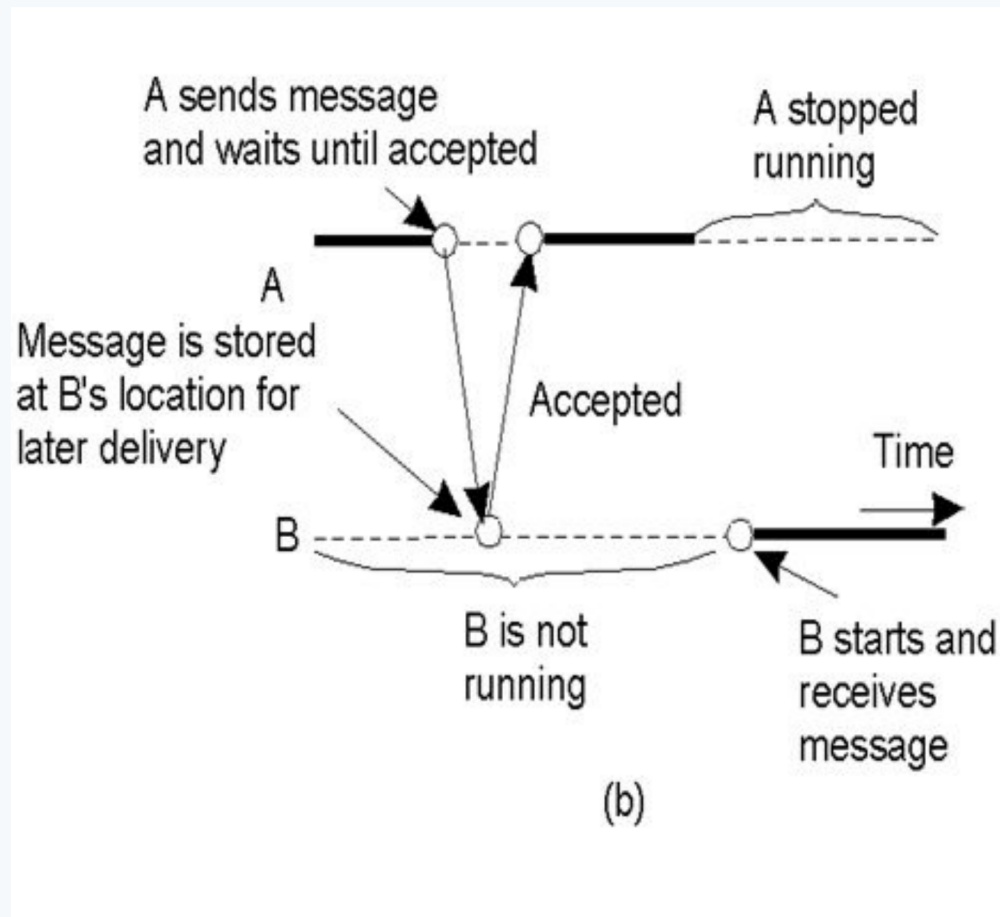 A sends message
and waits until accepted
A stopped
running
A
Message is stored
at B's location for
later delivery
Accepted
Time
B
B is not
running
B starts and
receives
message
(b)